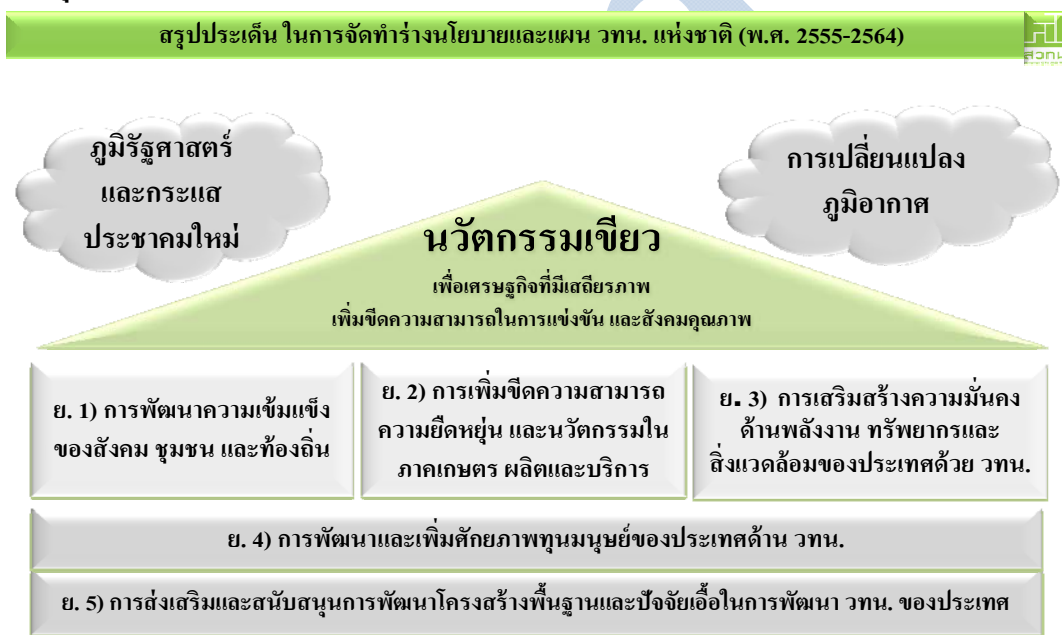 สรุปประเด็น ในการจัดทำร่างนโยบายและแผน วทน. แห่งชาติ (พ.ศ. 2555-2564)
สวทน
ภูมิรัฐศาสตร์
และกระแส
ประชาคมใหม่
การเปลี่ยนแปลง
ภูมิอากาศ
นวัตกรรมเขียว
เพื่อเศรษฐกิจที่มีเสถียรภาพ
เพิ่มขีดความสามารถในการแข่งขัน และสังคมคุณภาพ
ย. 1) การพัฒนาความเข้มแข็ง
ของสังคม ชุมชน และท้องถิ่น
ย. 2) การเพิ่มขีดความสามารถ
ความยืดหยุ่น และนวัตกรรมใน
ภาคเกษตร ผลิตและบริการ
ย. 3) การเสริมสร้างความมั่นคง
ด้านพลังงาน ทรัพยากรและ
สิ่งแวดล้อมของประเทศด้วย วทน.
ย. 4) การพัฒนาและเพิ่มศักยภาพทุนมนุษย์ของประเทศด้าน วทน.
ย. 5) การส่งเสริมและสนับสนุนการพัฒนาโครงสร้างพื้นฐานและปัจจัยเอื้อในการพัฒนา วทน. ของประเทศ